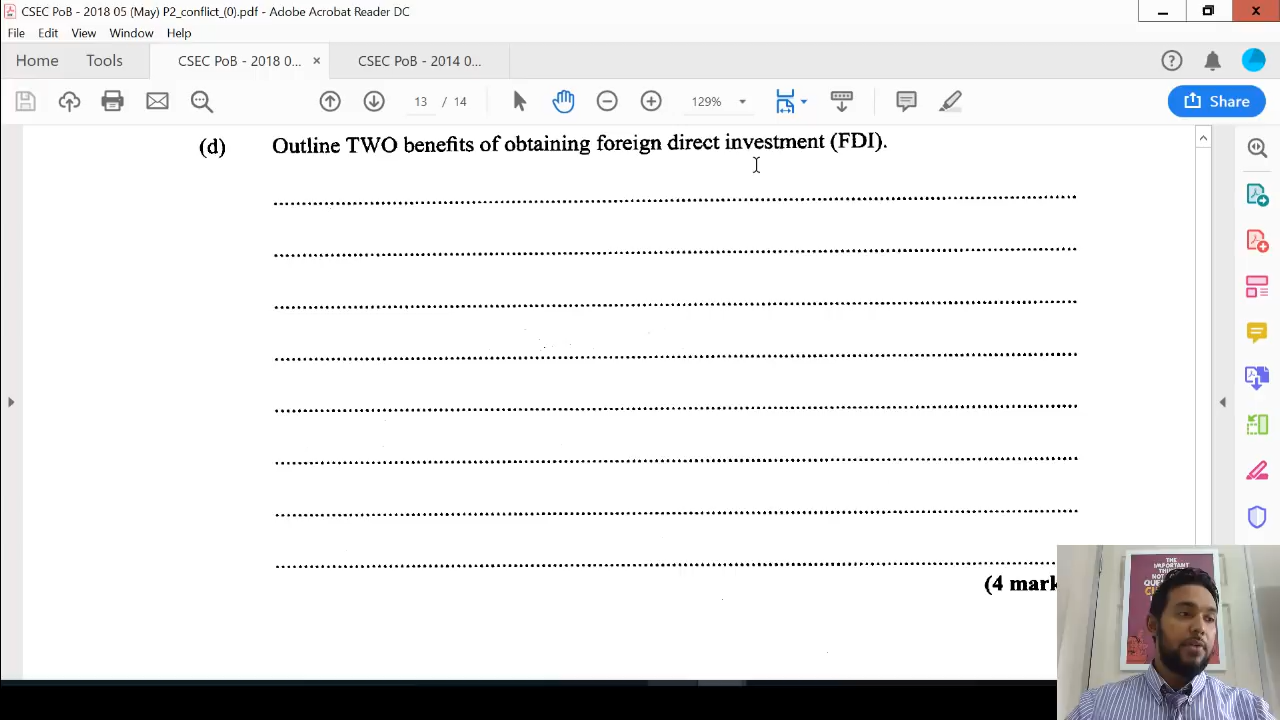 CSEC PoB - 2018 05 (May) P2_conflict_(0).pdf - Adobe Acrobat Reader DC
File Edit View Window Help
Home Tools CSEC PoB - 2018 0... × CSEC PoB - 2014 0...
13 / 14 129% Share
(d) Outline TWO benefits of obtaining foreign direct investment (FDI).
(4 mark
THE
IMPORTANT